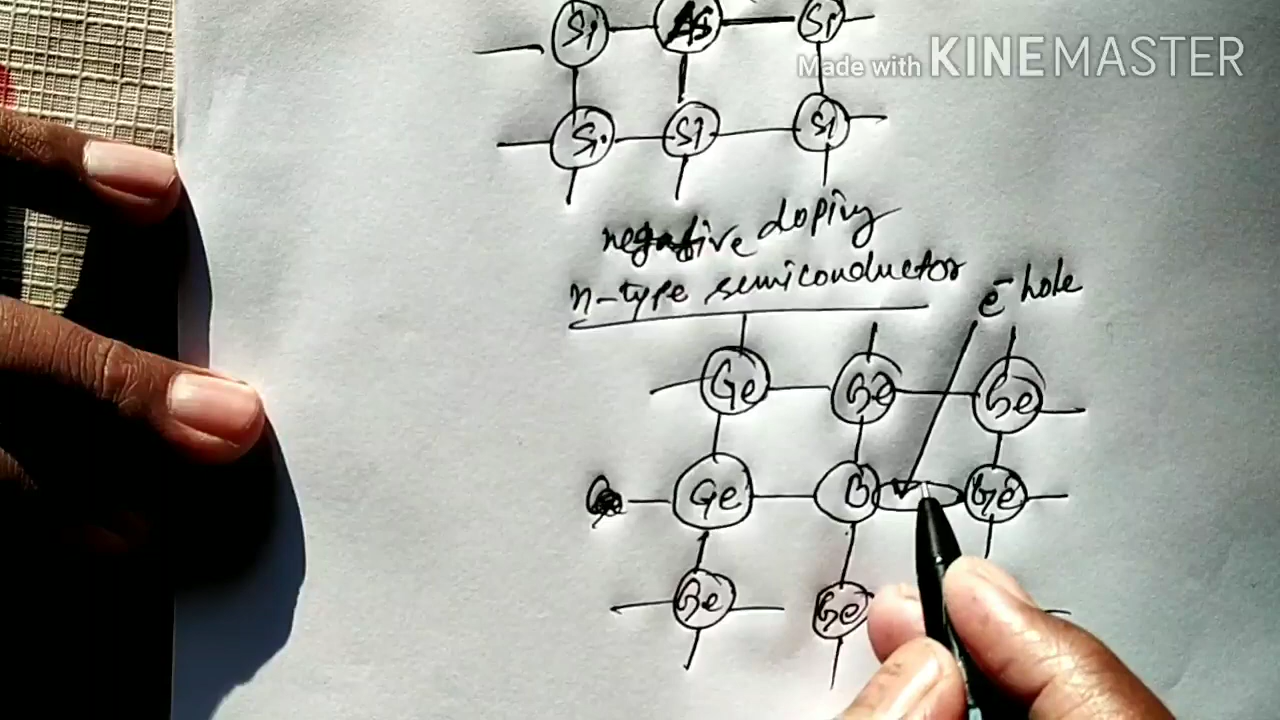 Si As Si
Made with KINEMASTER
Si Si Si
negative doping
n-type semiconductor
e⁻ hole
Ge Ge Ge
Ge B Ge
Ge Ge